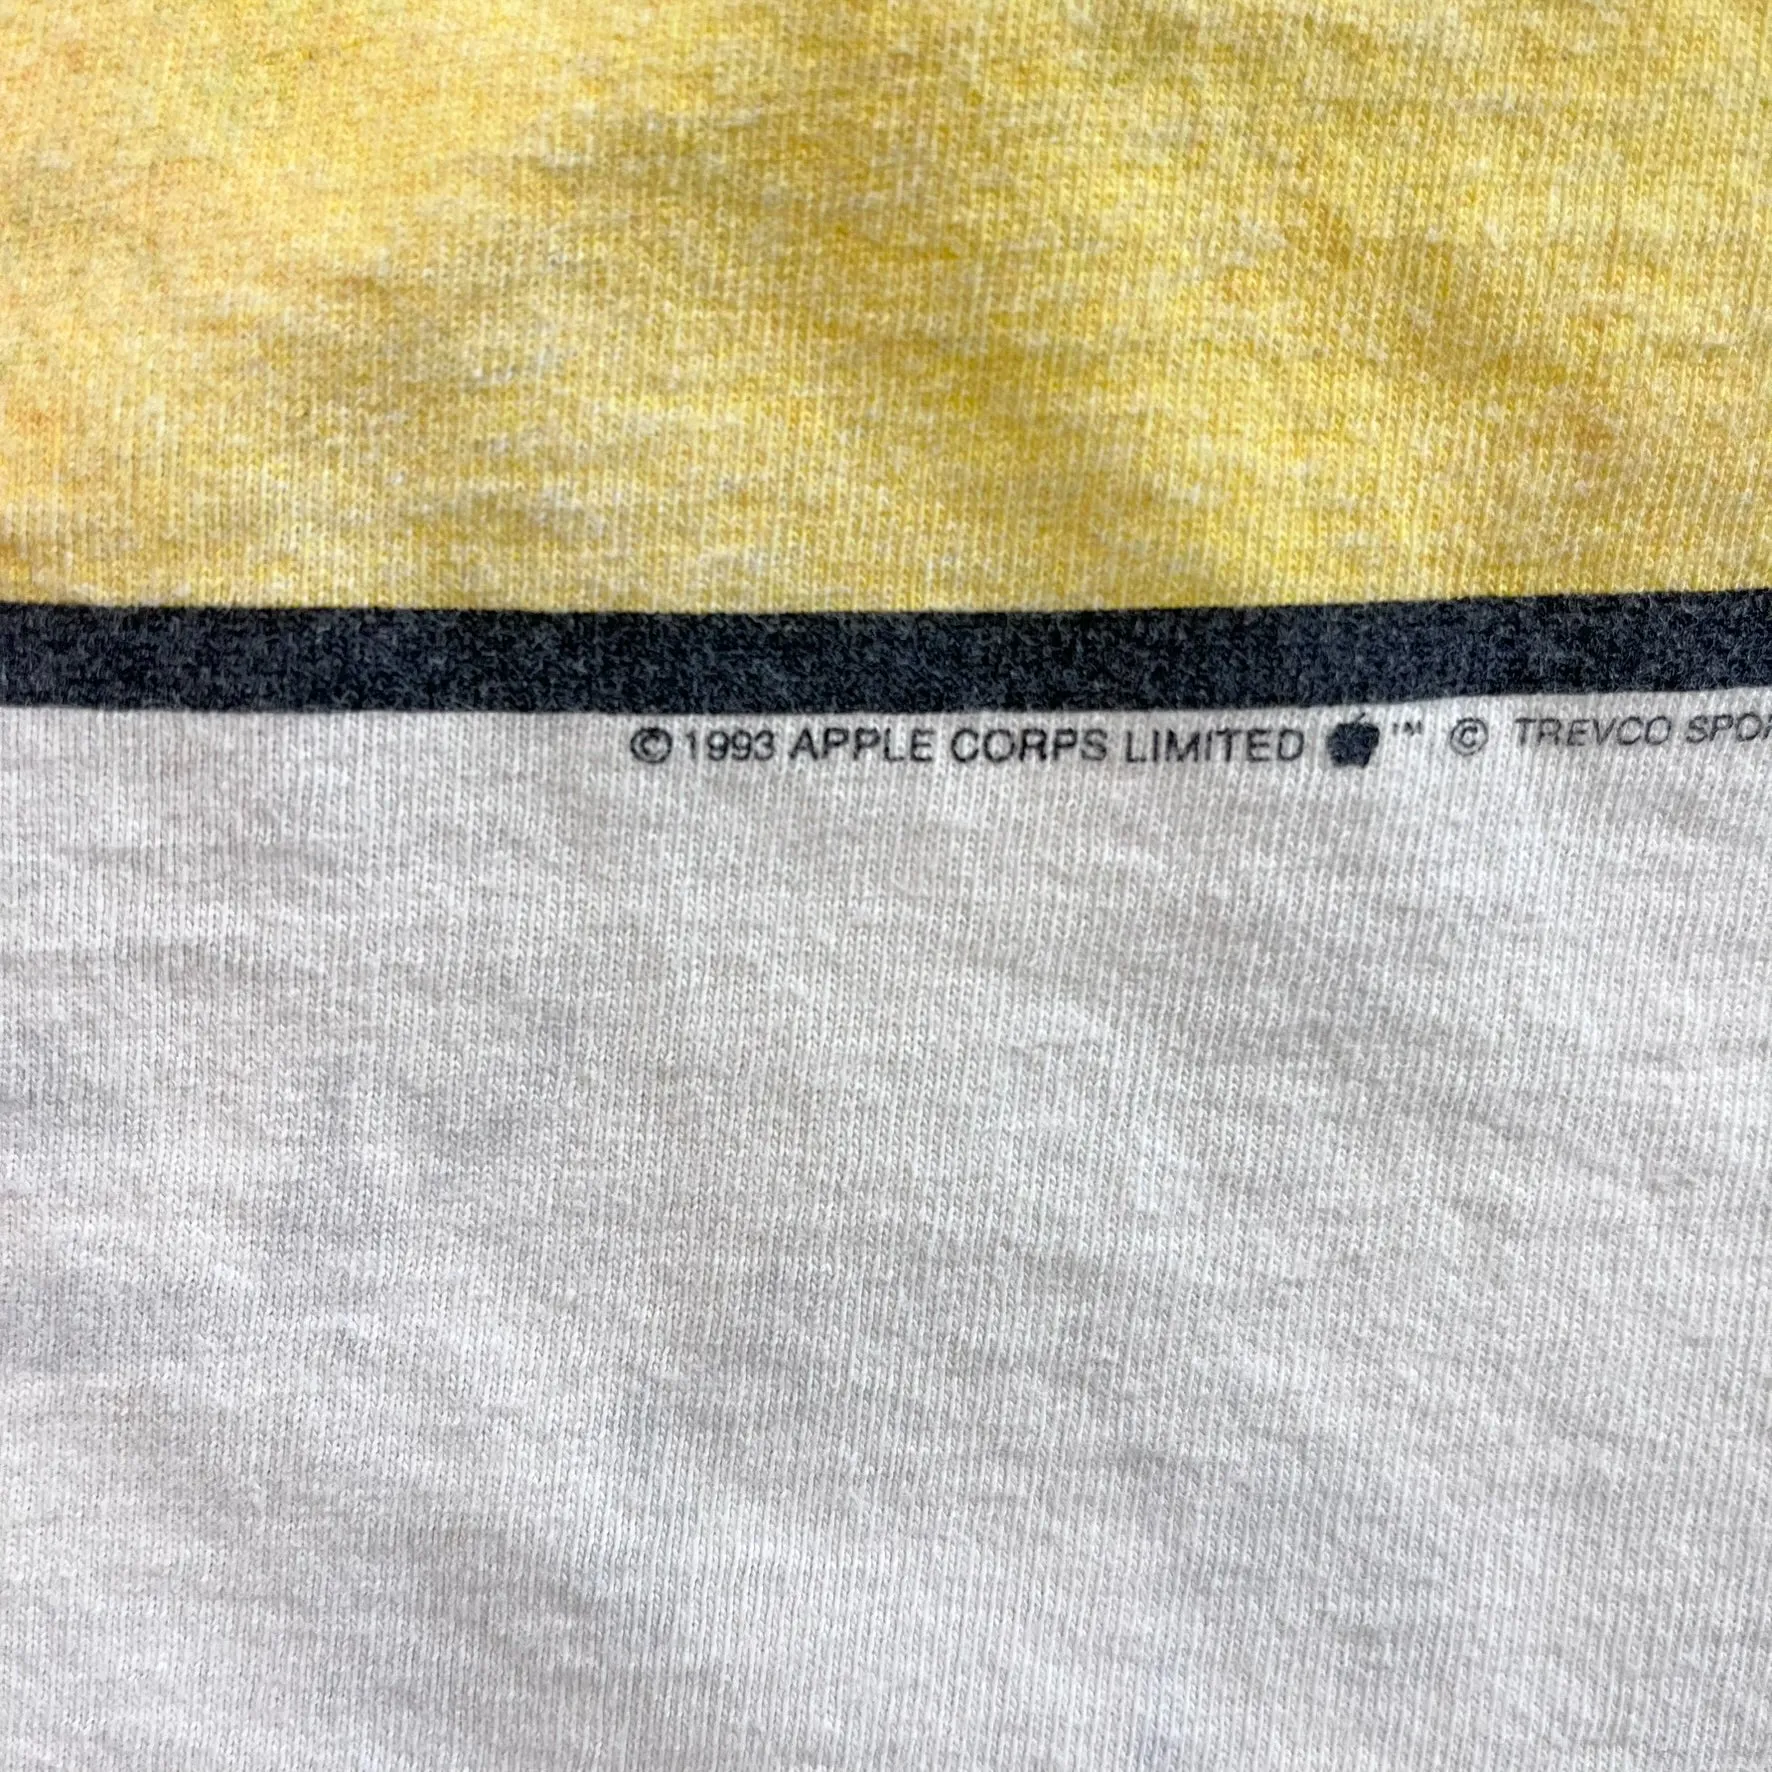 © 1993 APPLE CORPS LIMITED ™ © TREVCO